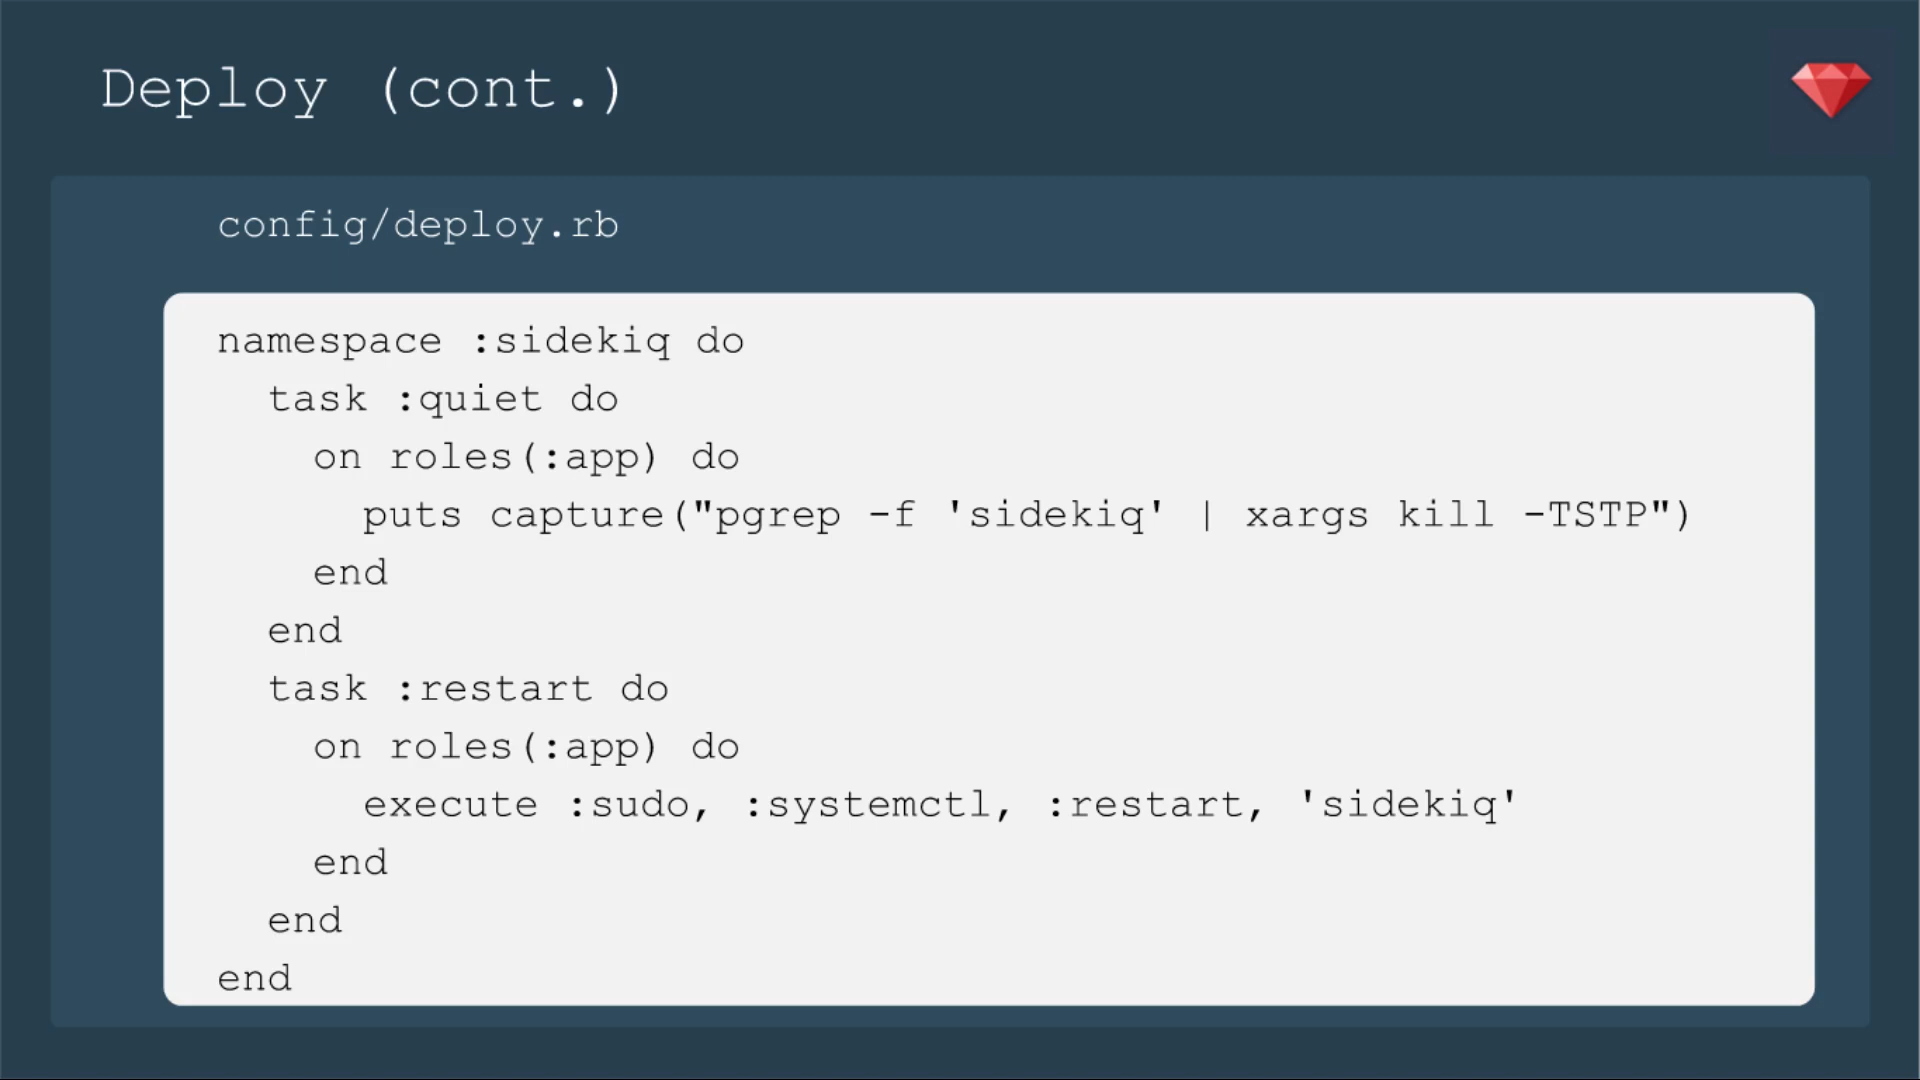 Deploy (cont.)
config/deploy.rb
namespace :sidekiq do
  task :quiet do
    on roles(:app) do
      puts capture("pgrep -f 'sidekiq' | xargs kill -TSTP")
    end
  end
  task :restart do
    on roles(:app) do
      execute :sudo, :systemctl, :restart, 'sidekiq'
    end
  end
end